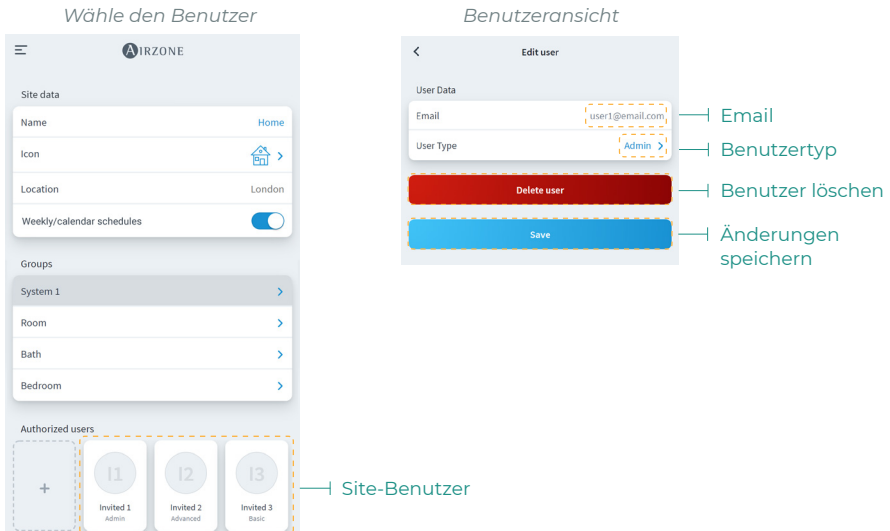 Wähle den Benutzer
AIRZONE
Site data
Name Home
Icon
Location London
Weekly/calendar schedules
Groups
System 1
Room
Bath
Bedroom
Authorized users
+
I1
Invited 1
Admin
I2
Invited 2
Advanced
I3
Invited 3
Basic
Site-Benutzer
Benutzeransicht
Edit user
User Data
Email user1@email.com
User Type Admin
Delete user
Save
Email
Benutzertyp
Benutzer löschen
Änderungen
speichern